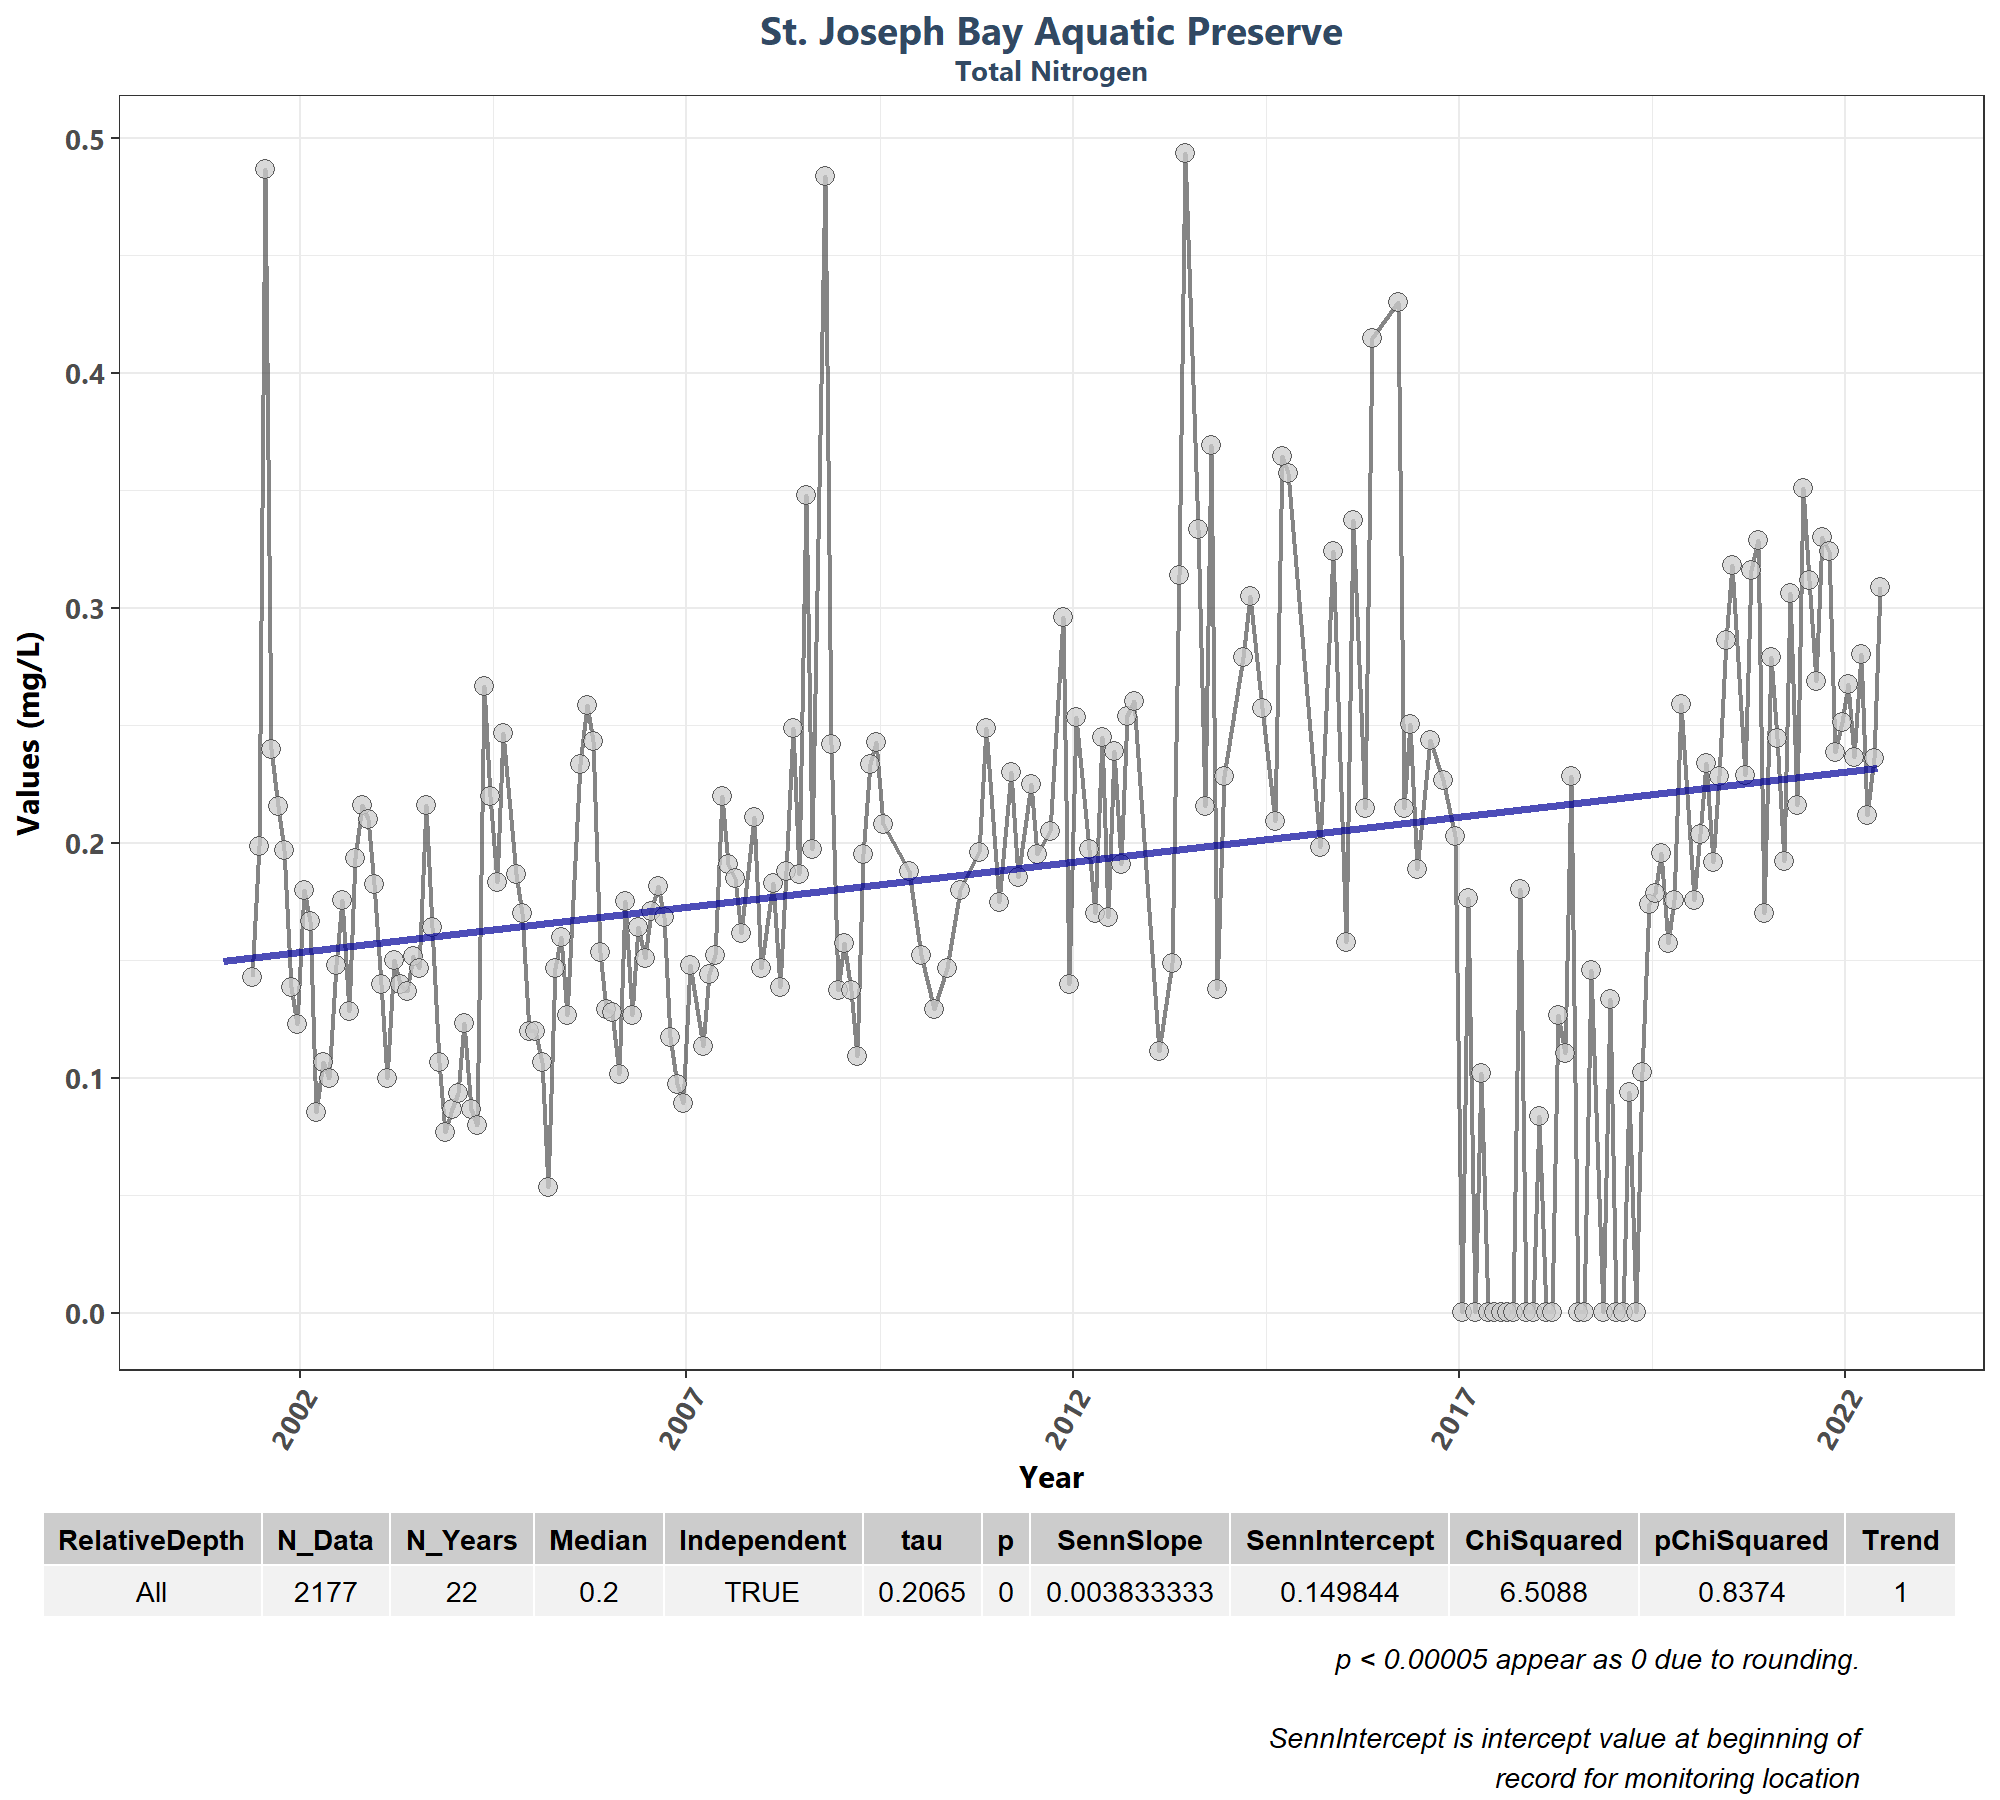 St. Joseph Bay Aquatic Preserve
Total Nitrogen
Values (mg/L)
0.5
0.4
0.3
0.2
0.1
0.0
2002 2007 2012 2017 2022
Year
RelativeDepth N_Data N_Years Median Independent tau p SennSlope SennIntercept ChiSquared pChiSquared Trend
All 2177 22 0.2 TRUE 0.2065 0 0.003833333 0.149844 6.5088 0.8374 1
p < 0.00005 appear as 0 due to rounding.
SennIntercept is intercept value at beginning of
record for monitoring location